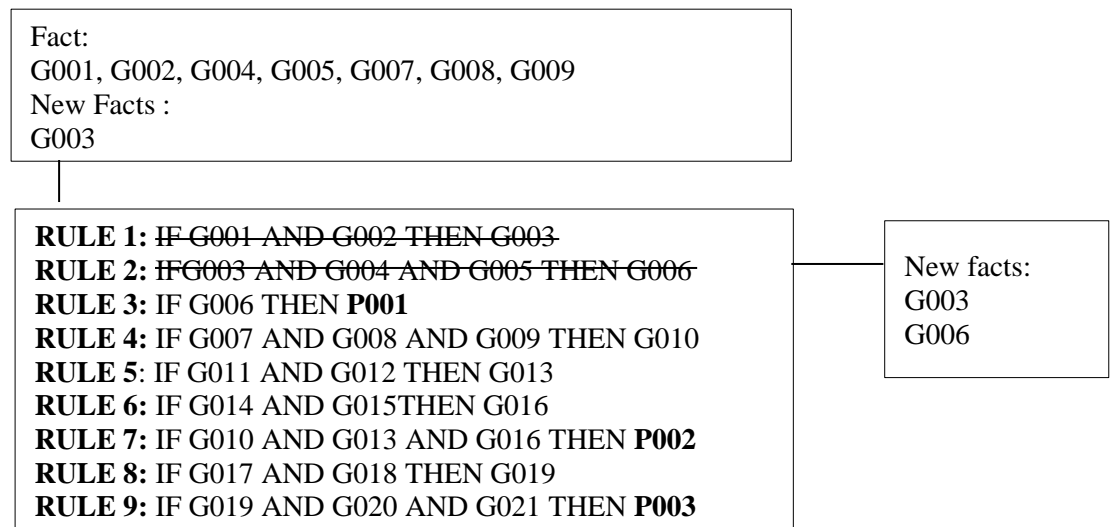 Fact:
G001, G002, G004, G005, G007, G008, G009
New Facts :
G003
RULE 1: IF G001 AND G002 THEN G003
RULE 2: IFG003 AND G004 AND G005 THEN G006
RULE 3: IF G006 THEN P001
RULE 4: IF G007 AND G008 AND G009 THEN G010
RULE 5: IF G011 AND G012 THEN G013
RULE 6: IF G014 AND G015THEN G016
RULE 7: IF G010 AND G013 AND G016 THEN P002
RULE 8: IF G017 AND G018 THEN G019
RULE 9: IF G019 AND G020 AND G021 THEN P003
New facts:
G003
G006